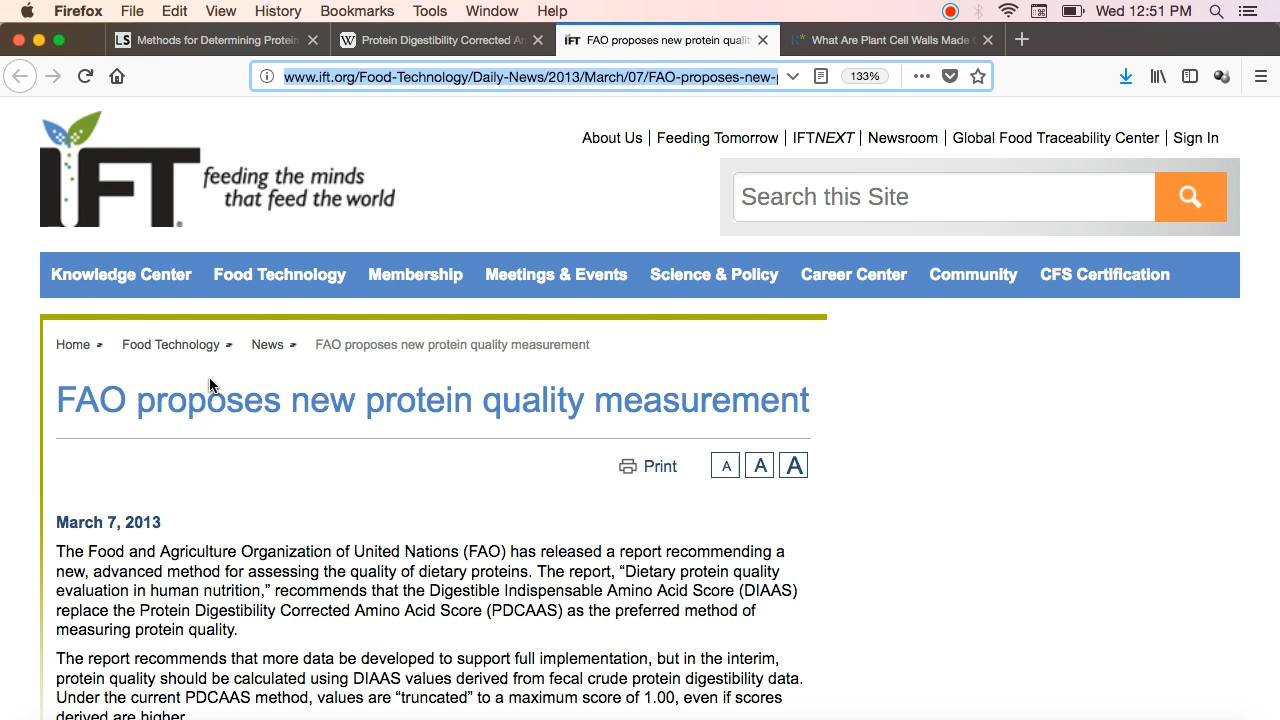 Firefox File Edit View History Bookmarks Tools Window Help Wed 12:51 PM
LS Methods for Determining Protein
W Protein Digestibility Corrected A
IFT FAO proposes new protein quali
What Are Plant Cell Walls Made
www.ift.org/Food-Technology/Daily-News/2013/March/07/FAO-proposes-new- 133%
IFT
feeding the minds
that feed the world
About Us | Feeding Tomorrow | IFTNEXT | Newsroom | Global Food Traceability Center | Sign In
Search this Site
Knowledge Center Food Technology Membership Meetings & Events Science & Policy Career Center Community CFS Certification
Home Food Technology News FAO proposes new protein quality measurement
FAO proposes new protein quality measurement
Print A A A
March 7, 2013
The Food and Agriculture Organization of United Nations (FAO) has released a report recommending a
new, advanced method for assessing the quality of dietary proteins. The report, “Dietary protein quality
evaluation in human nutrition,” recommends that the Digestible Indispensable Amino Acid Score (DIAAS)
replace the Protein Digestibility Corrected Amino Acid Score (PDCAAS) as the preferred method of
measuring protein quality.
The report recommends that more data be developed to support full implementation, but in the interim,
protein quality should be calculated using DIAAS values derived from fecal crude protein digestibility data.
Under the current PDCAAS method, values are “truncated” to a maximum score of 1.00, even if scores
derived are higher.